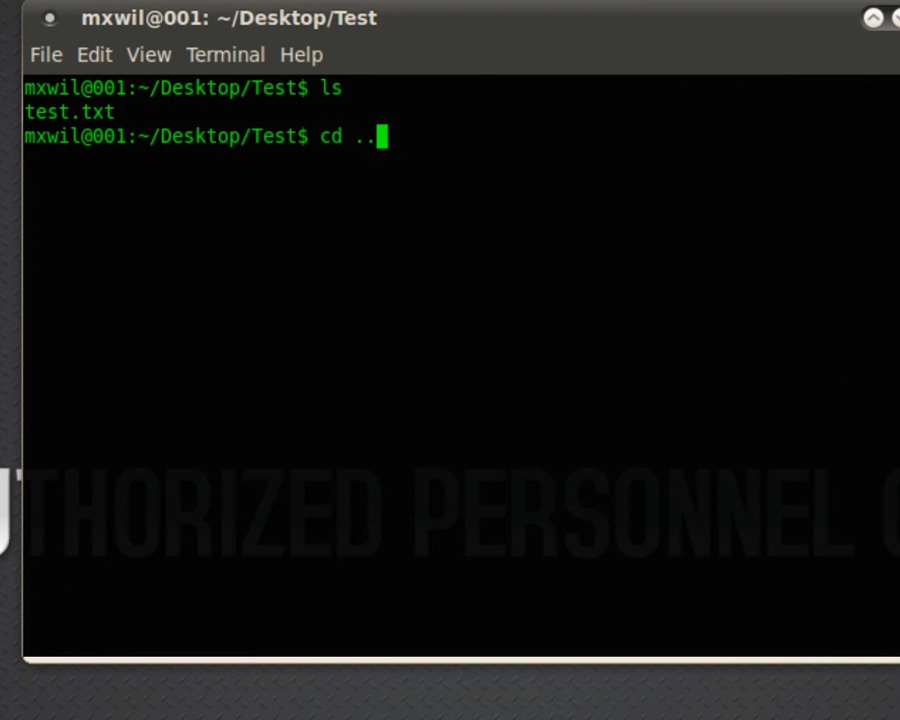 mxwil@001: ~/Desktop/Test
File Edit View Terminal Help
mxwil@001:~/Desktop/Test$ ls
test.txt
mxwil@001:~/Desktop/Test$ cd ..
UTHORIZED PERSONNEL